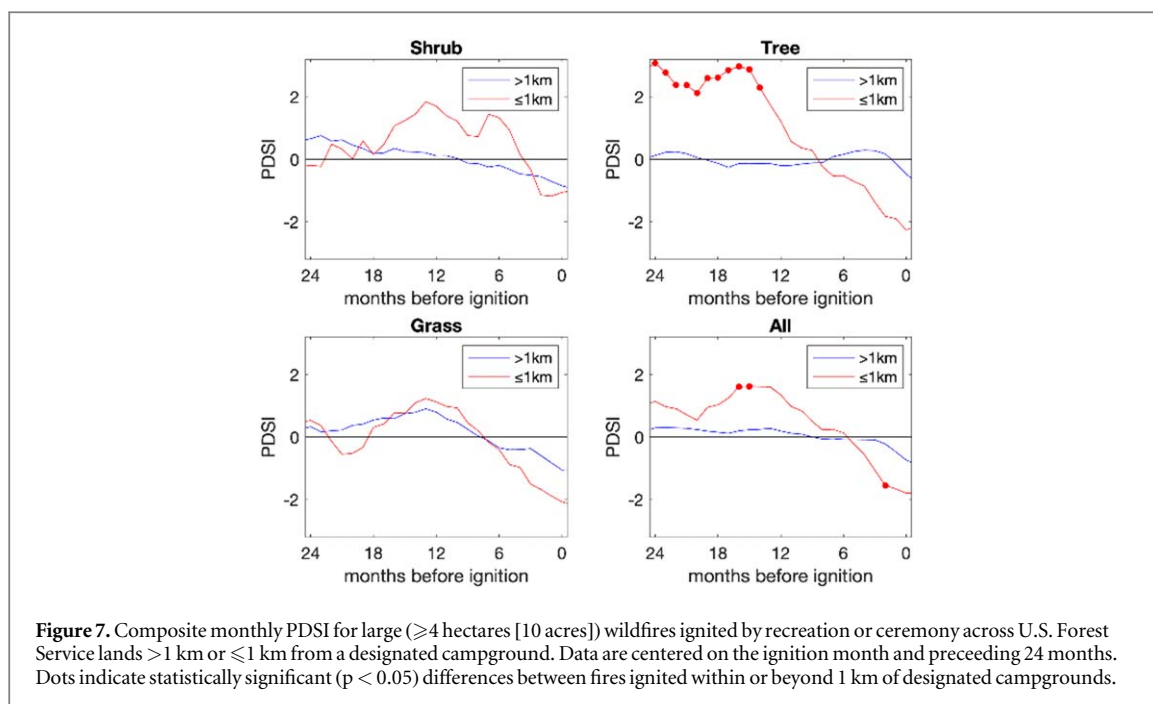 Shrub
>1km
≤1km
2
0
-2
PDSI
24 18 12 6 0
months before ignition
Tree
>1km
≤1km
2
0
-2
PDSI
24 18 12 6 0
months before ignition
Grass
>1km
≤1km
2
0
-2
PDSI
24 18 12 6 0
months before ignition
All
>1km
≤1km
2
0
-2
PDSI
24 18 12 6 0
months before ignition
Figure 7. Composite monthly PDSI for large (⩾4 hectares [10 acres]) wildfires ignited by recreation or ceremony across U.S. Forest
Service lands >1 km or ⩽1 km from a designated campground. Data are centered on the ignition month and preceeding 24 months.
Dots indicate statistically significant (p < 0.05) differences between fires ignited within or beyond 1 km of designated campgrounds.